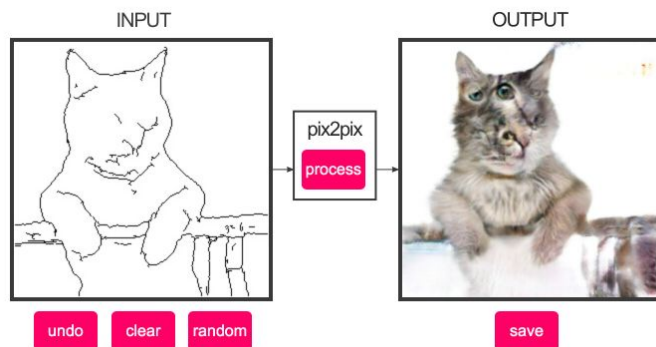 INPUT
OUTPUT
pix2pix
process
undo
clear
random
save